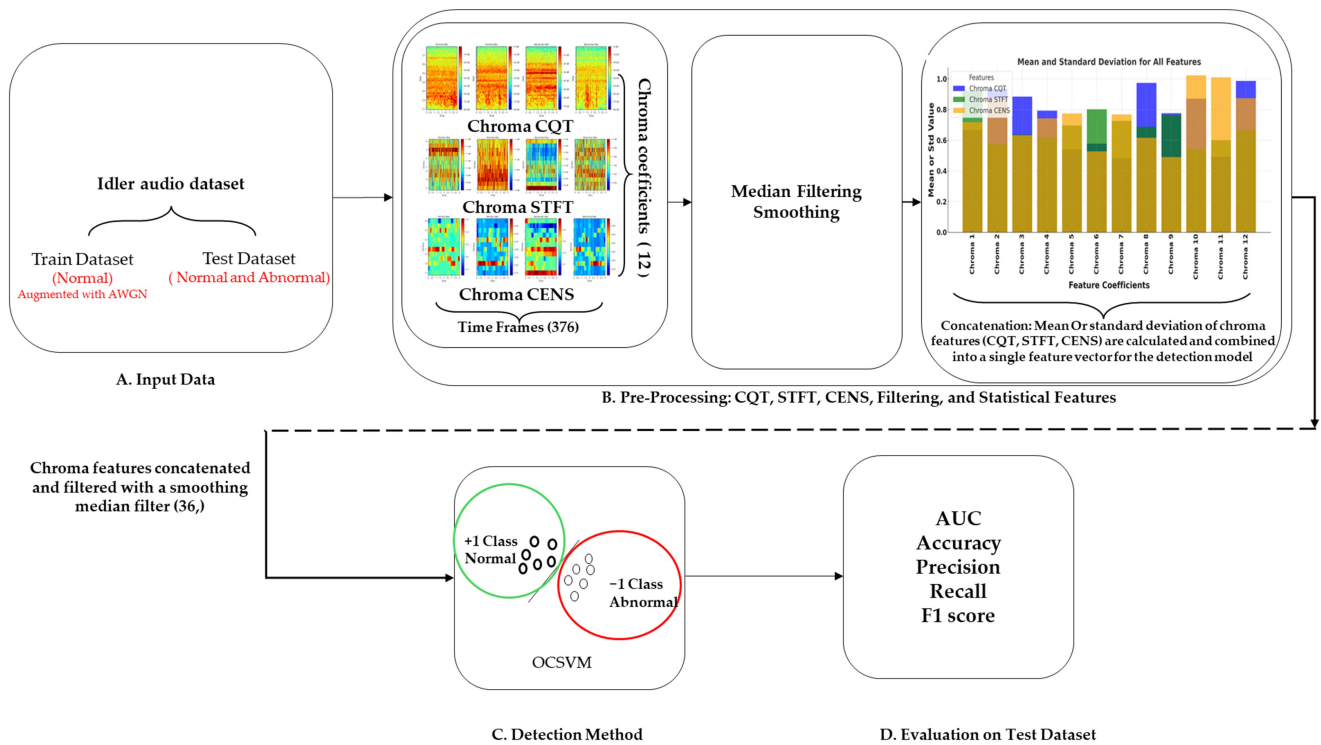 Idler audio dataset
Train Dataset
(Normal)
Augmented with AWGN
Test Dataset
( Normal and Abnormal)
A. Input Data
Chroma CQT
Chroma STFT
Chroma CENS
Time Frames (376)
Chroma coefficients ( 12)
Median Filtering
Smoothing
Mean and Standard Deviation for All Features
Features
Chroma CQT
Chroma STFT
Chroma CENS
Mean or Std Value
1.0
0.8
0.6
0.4
0.2
0.0
Chroma 1
Chroma 2
Chroma 3
Chroma 4
Chroma 5
Chroma 6
Chroma 7
Chroma 8
Chroma 9
Chroma 10
Chroma 11
Chroma 12
Feature Coefficients
Concatenation: Mean Or standard deviation of chroma
features (CQT, STFT, CENS) are calculated and combined
into a single feature vector for the detection model
B. Pre-Processing: CQT, STFT, CENS, Filtering, and Statistical Features
Chroma features concatenated
and filtered with a smoothing
median filter (36,)
+1 Class
Normal
−1 Class
Abnormal
OCSVM
C. Detection Method
AUC
Accuracy
Precision
Recall
F1 score
D. Evaluation on Test Dataset